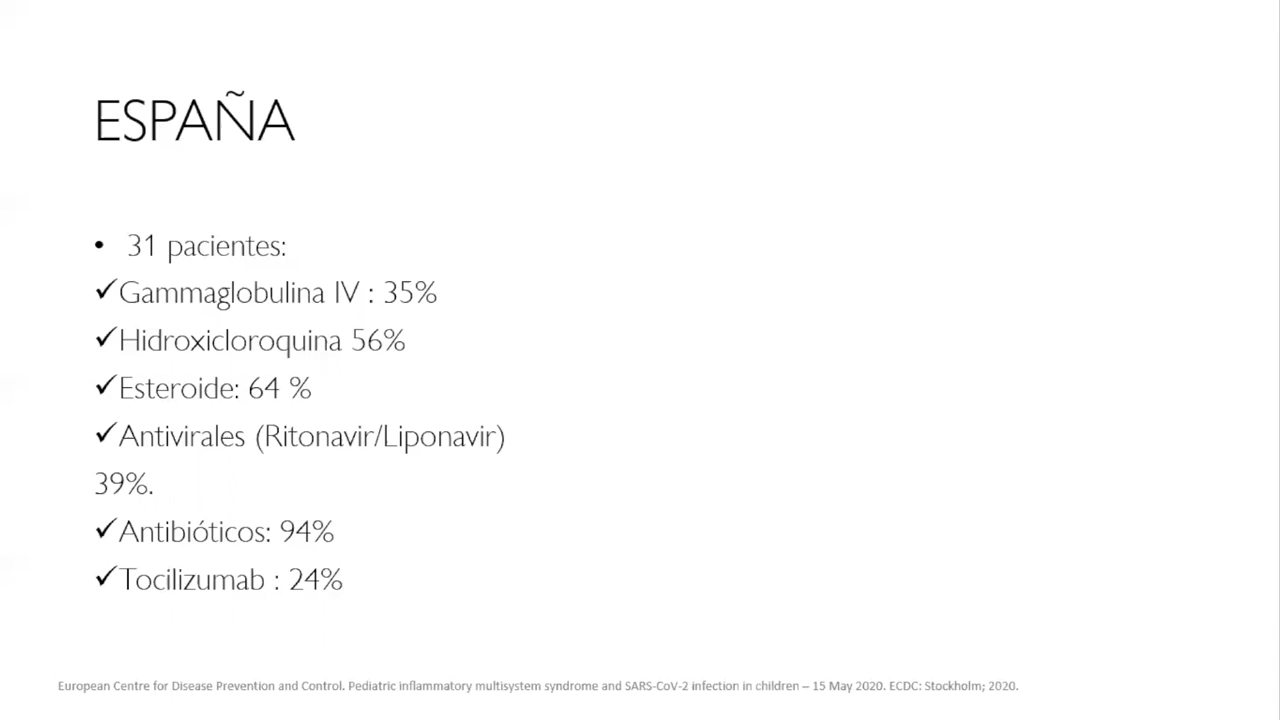 ESPAÑA
• 31 pacientes:
✓Gammaglobulina IV : 35%
✓Hidroxicloroquina 56%
✓Esteroide: 64 %
✓Antivirales (Ritonavir/Liponavir)
39%.
✓Antibióticos: 94%
✓Tocilizumab : 24%
European Centre for Disease Prevention and Control. Pediatric inflammatory multisystem syndrome and SARS-CoV-2 infection in children – 15 May 2020. ECDC: Stockholm; 2020.